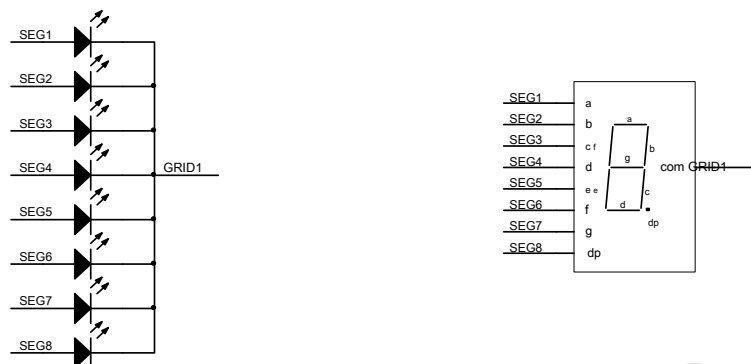 SEG1
SEG2
SEG3
SEG4
GRID1
SEG5
SEG6
SEG7
SEG8
SEG1 a
SEG2 b a
SEG3 c f b
SEG4 d g com GRID1
SEG5 e e c
SEG6 f d
SEG7 g dp
SEG8 dp